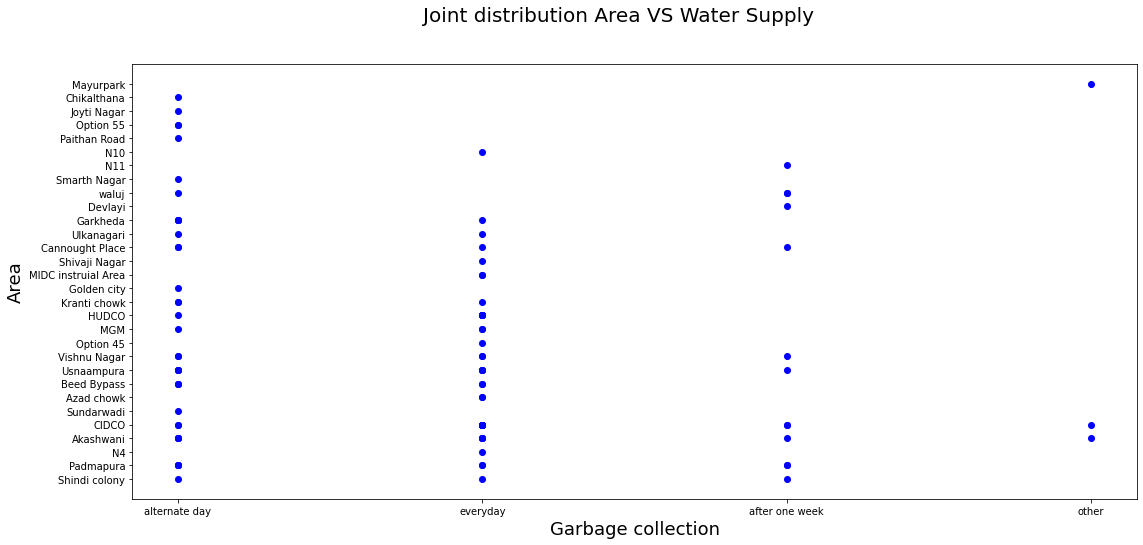 Joint distribution Area VS Water Supply
Mayurpark
Chikalthana
Joyti Nagar
Option 55
Paithan Road
N10
N11
Smarth Nagar
waluj
Devlayi
Garkheda
Ulkanagari
Cannought Place
Shivaji Nagar
MIDC instruial Area
Golden city
Kranti chowk
HUDCO
MGM
Option 45
Vishnu Nagar
Usnaampura
Beed Bypass
Azad chowk
Sundarwadi
CIDCO
Akashwani
N4
Padmapura
Shindi colony
Area
alternate day everyday after one week other
Garbage collection